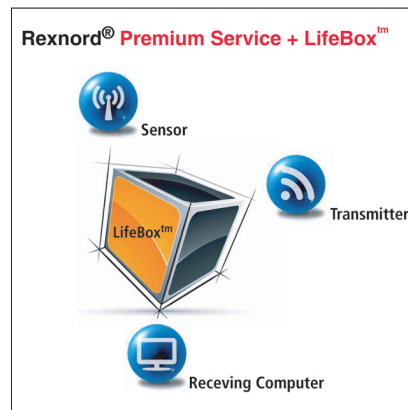 Rexnord® Premium Service + LifeBox™
Sensor
Transmitter
LifeBox™
Receving Computer